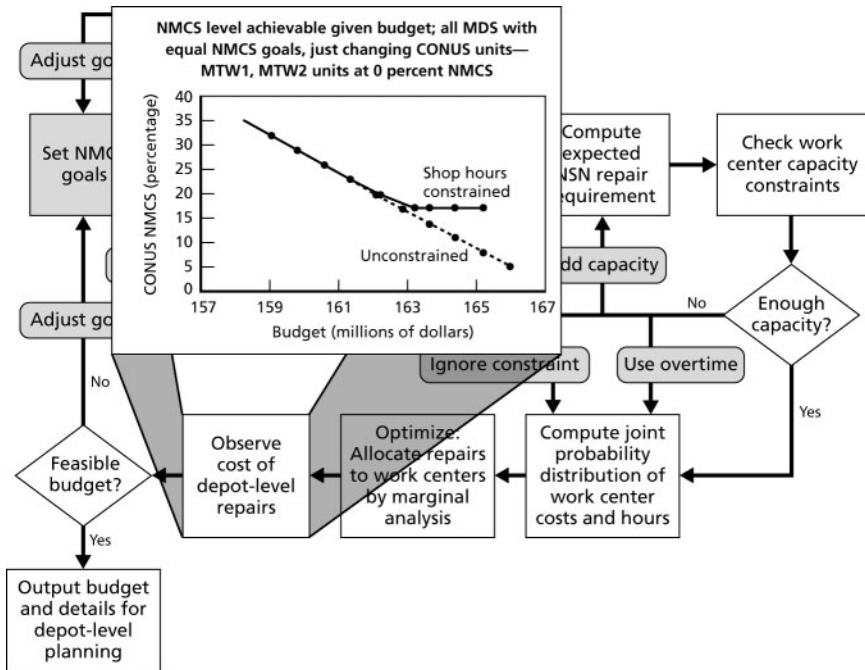 NMCS level achievable given budget; all MDS with
equal NMCS goals, just changing CONUS units—
MTW1, MTW2 units at 0 percent NMCS
CONUS NMCS (percentage)
40
35
30
25
20
15
10
5
0
157
159
161
163
165
167
Budget (millions of dollars)
Shop hours
constrained
Unconstrained
Adjust
Set
goals
Adjust
Compute
expected
NSN repair
requirement
Check work
center capacity
constraints
capacity
No
Enough
capacity?
Ignore constraint
Use overtime
Yes
No
Feasible
budget?
Observe
cost of
depot-level
repairs
Optimize:
Allocate repairs
to work centers
by marginal
analysis
Compute joint
probability
distribution of
work center
costs and hours
Yes
Output budget
and details for
depot-level
planning